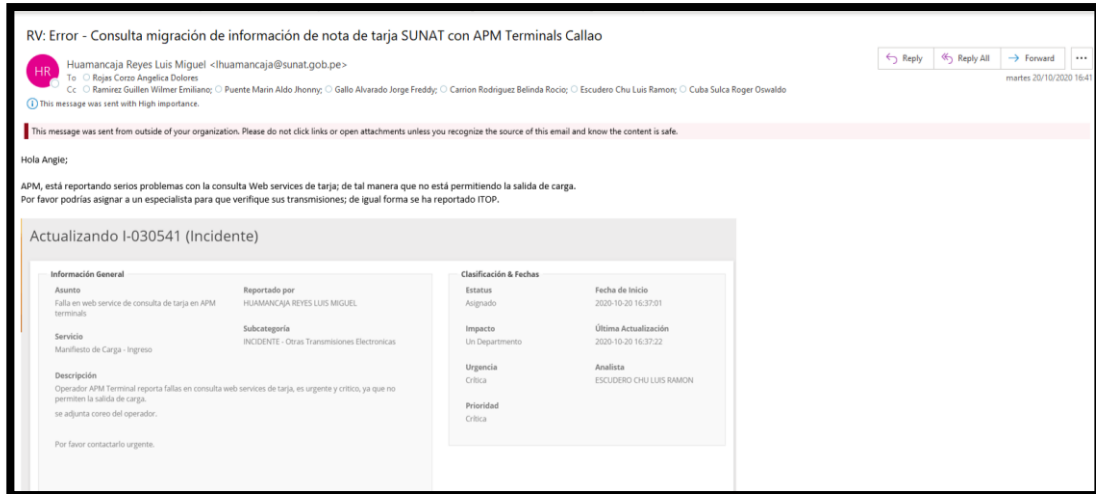 RV: Error - Consulta migración de información de nota de tarja SUNAT con APM Terminals Callao
HR
Huamancaja Reyes Luis Miguel <lhuamancaja@sunat.gob.pe>
To Rojas Corzo Angelica Dolores
Cc Ramirez Guillen Wilmer Emiliano; Puente Marin Aldo Jhonny; Gallo Alvarado Jorge Freddy; Carrion Rodriguez Belinda Rocio; Escudero Chu Luis Ramon; Cuba Sulca Roger Oswaldo
Reply
Reply All
Forward
...
martes 20/10/2020 16:41
This message was sent with High importance.
This message was sent from outside of your organization. Please do not click links or open attachments unless you recognize the source of this email and know the content is safe.
Hola Angie;
APM, está reportando serios problemas con la consulta Web services de tarja; de tal manera que no está permitiendo la salida de carga.
Por favor podrías asignar a un especialista para que verifique sus transmisiones; de igual forma se ha reportado ITOP.
Actualizando I-030541 (Incidente)
Información General
Asunto
Falla en web service de consulta de tarja en APM
terminals
Reportado por
HUAMANCAJA REYES LUIS MIGUEL
Servicio
Manifiesto de Carga - Ingreso
Subcategoría
INCIDENTE - Otras Transmisiones Electronicas
Descripción
Operador APM Terminal reporta fallas en consulta web services de tarja, es urgente y critico, ya que no
permiten la salida de carga.
se adjunta coreo del operador.
Por favor contactarlo urgente.
Clasificación & Fechas
Estatus
Asignado
Fecha de Inicio
2020-10-20 16:37:01
Impacto
Un Departmento
Última Actualización
2020-10-20 16:37:22
Urgencia
Crítica
Analista
ESCUDERO CHU LUIS RAMON
Prioridad
Crítica